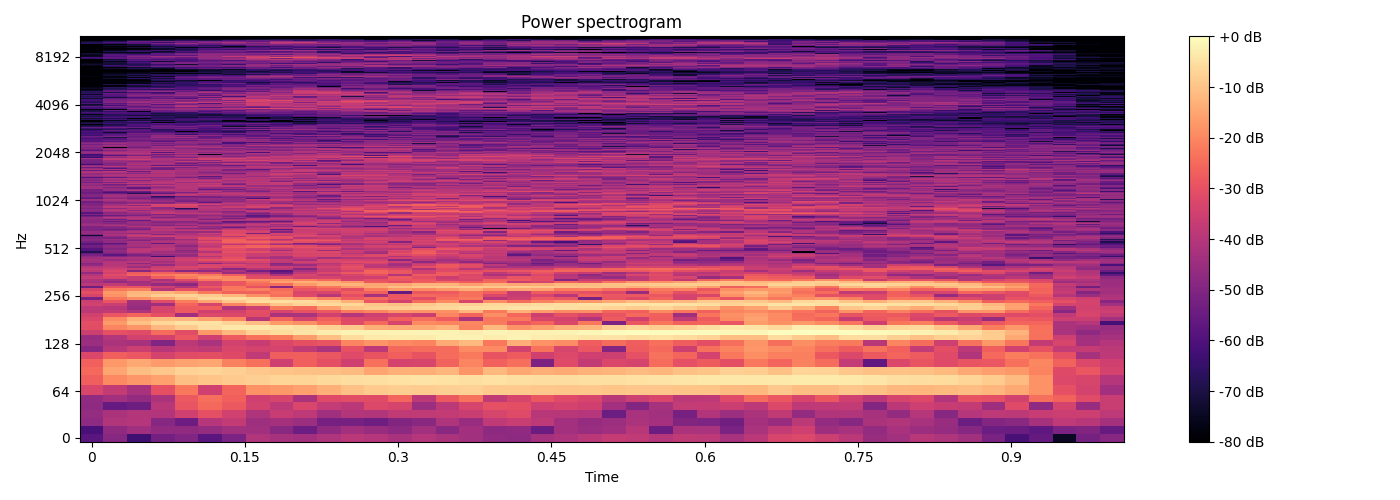 Power spectrogram
Hz
8192
4096
2048
1024
512
256
128
64
0
0 0.15 0.3 0.45 0.6 0.75 0.9
Time
+0 dB
-10 dB
-20 dB
-30 dB
-40 dB
-50 dB
-60 dB
-70 dB
-80 dB